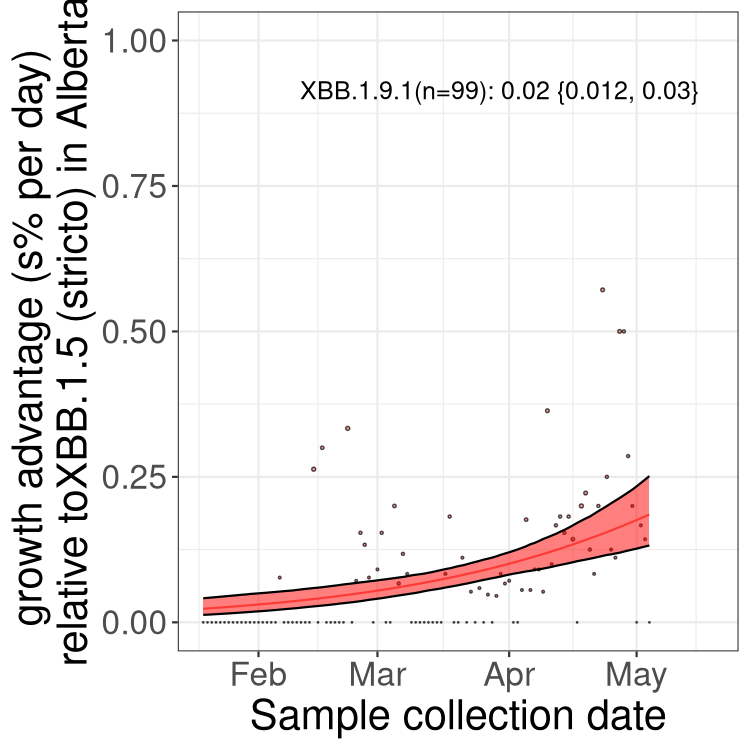 growth advantage (s% per day)
relative toXBB.1.5 (stricto) in Alberta
1.00
0.75
0.50
0.25
0.00
XBB.1.9.1(n=99): 0.02 {0.012, 0.03}
Feb Mar Apr May
Sample collection date